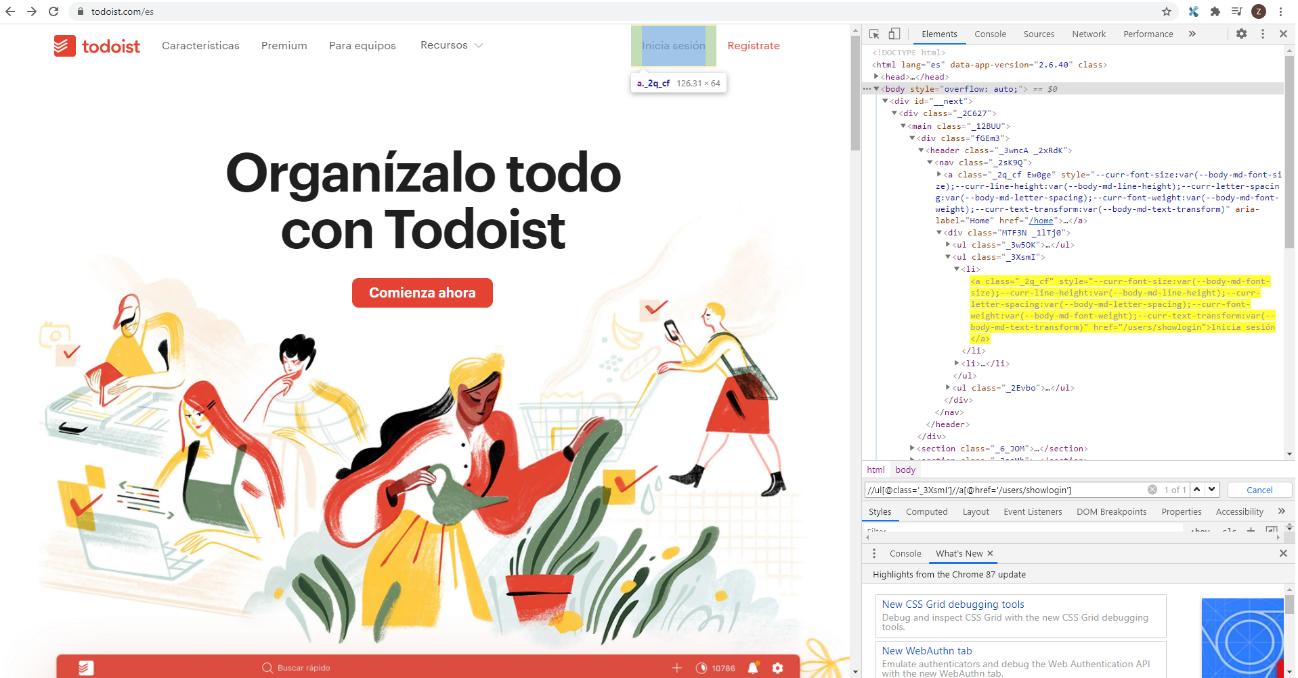 todoist.com/es
Z
todoist
Características
Premium
Para equipos
Recursos
Inicia sesión
Regístrate
a._2q_cf 126.31 × 64
Organízalo todo
con Todoist
Comienza ahora
Buscar rápido
10786
Elements
Console
Sources
Network
Performance
<!DOCTYPE html>
<html lang="es" data-app-version="2.6.40" class>
<head>…</head>
<body style="overflow: auto;"> == $0
<div id="__next">
<div class="_2C627">
<main class="_12BUU">
<div class="fGEm3">
<header class="_3wncA _2xRdK">
<nav class="_2sK9Q">
<a class="_2q_cf Ew0ge" style="--curr-font-size:var(--body-md-font-si
ze);--curr-line-height:var(--body-md-line-height);--curr-letter-spacin
g:var(--body-md-letter-spacing);--curr-font-weight:var(--body-md-font-
weight);--curr-text-transform:var(--body-md-text-transform)" aria-
label="Home" href="/home">…</a>
<div class="MTF3N _1lTj0">
<ul class="_3w5OK">…</ul>
<ul class="_3XsmI">
<li>
<a class="_2q_cf" style="--curr-font-size:var(--body-md-font-
size);--curr-line-height:var(--body-md-line-height);--curr-
letter-spacing:var(--body-md-letter-spacing);--curr-font-
weight:var(--body-md-font-weight);--curr-text-transform:var(--
body-md-text-transform)" href="/users/showlogin">Inicia sesión
</a>
</li>
<li>…</li>
</ul>
<ul class="_2Evbo">…</ul>
</div>
</nav>
</header>
</div>
<section class="_6_JOM">…</section>
html
body
//ul[@class='_3XsmI']//a[@href='/users/showlogin']
1 of 1
Cancel
Styles
Computed
Layout
Event Listeners
DOM Breakpoints
Properties
Accessibility
Filter
:hov .cls
Console
What's New
Highlights from the Chrome 87 update
New CSS Grid debugging tools
Debug and inspect CSS Grid with the new CSS Grid debugging
tools.
New WebAuthn tab
Emulate authenticators and debug the Web Authentication API
with the new WebAuthn tab.